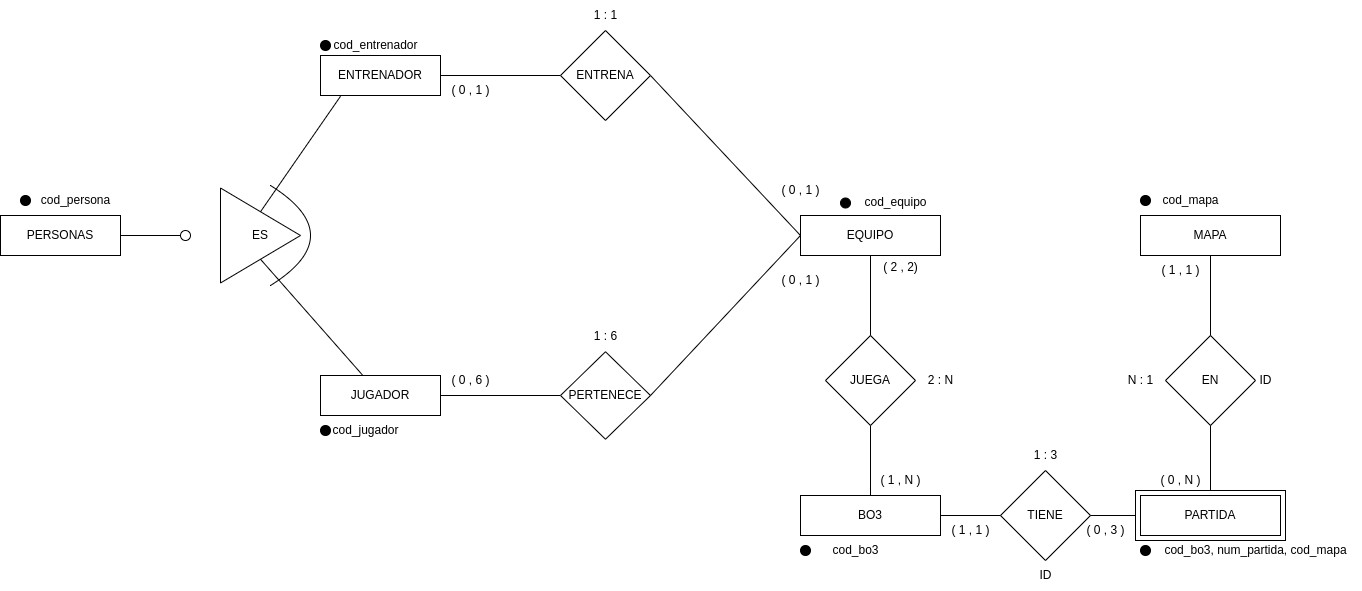 1 : 1
cod_entrenador
ENTRENADOR
( 0 , 1 )
ENTRENA
cod_persona
PERSONAS
ES
( 0 , 1 )
cod_equipo
EQUIPO
( 0 , 1 )
( 2 , 2)
cod_mapa
MAPA
( 1 , 1 )
1 : 6
JUGADOR
( 0 , 6 )
PERTENECE
cod_jugador
JUEGA
2 : N
N : 1
EN
ID
( 1 , N )
BO3
cod_bo3
1 : 3
( 1 , 1 )
TIENE
( 0 , 3 )
ID
( 0 , N )
PARTIDA
cod_bo3, num_partida, cod_mapa